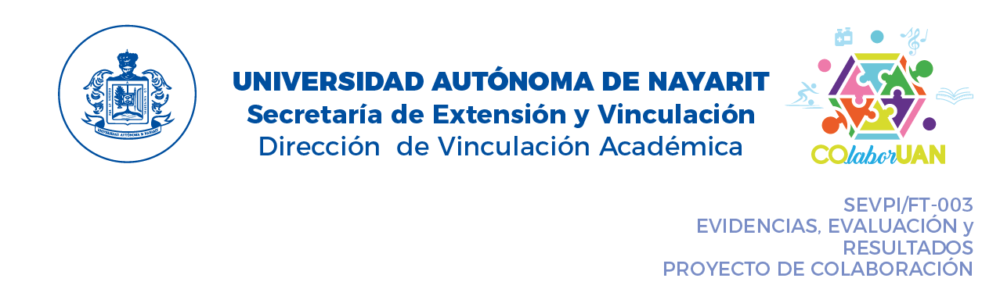 UNIVERSIDAD AUTÓNOMA DE NAYARIT
Secretaría de Extensión y Vinculación
Dirección de Vinculación Académica
UNIVERSIDAD AUTÓNOMA D NAYARIT
COlaborUAN
SEVPI/FT-003
EVIDENCIAS, EVALUACIÓN y
RESULTADOS
PROYECTO DE COLABORACIÓN